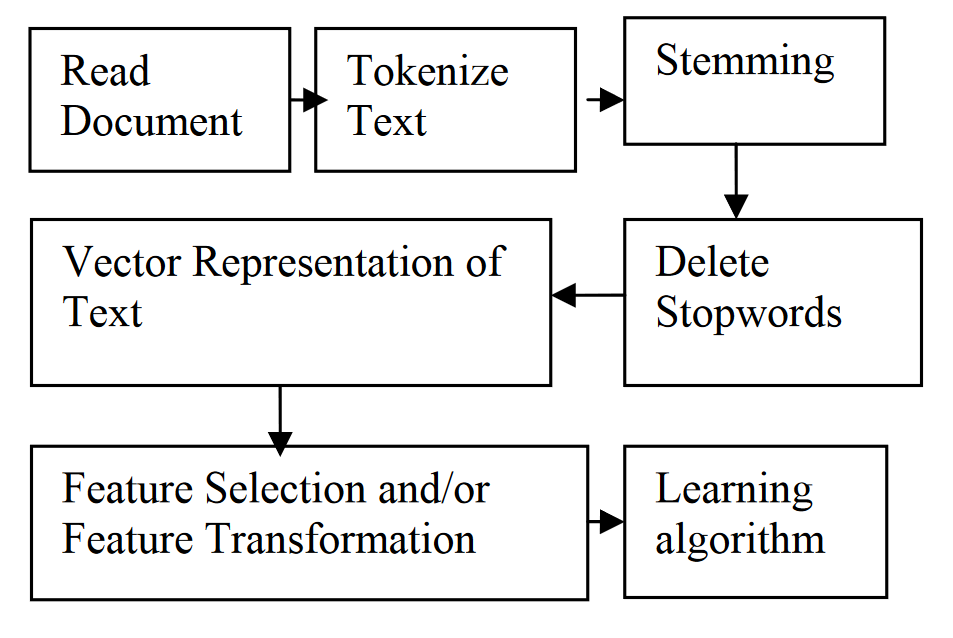 Read
Document
Tokenize
Text
Stemming
Delete
Stopwords
Vector Representation of
Text
Feature Selection and/or
Feature Transformation
Learning
algorithm